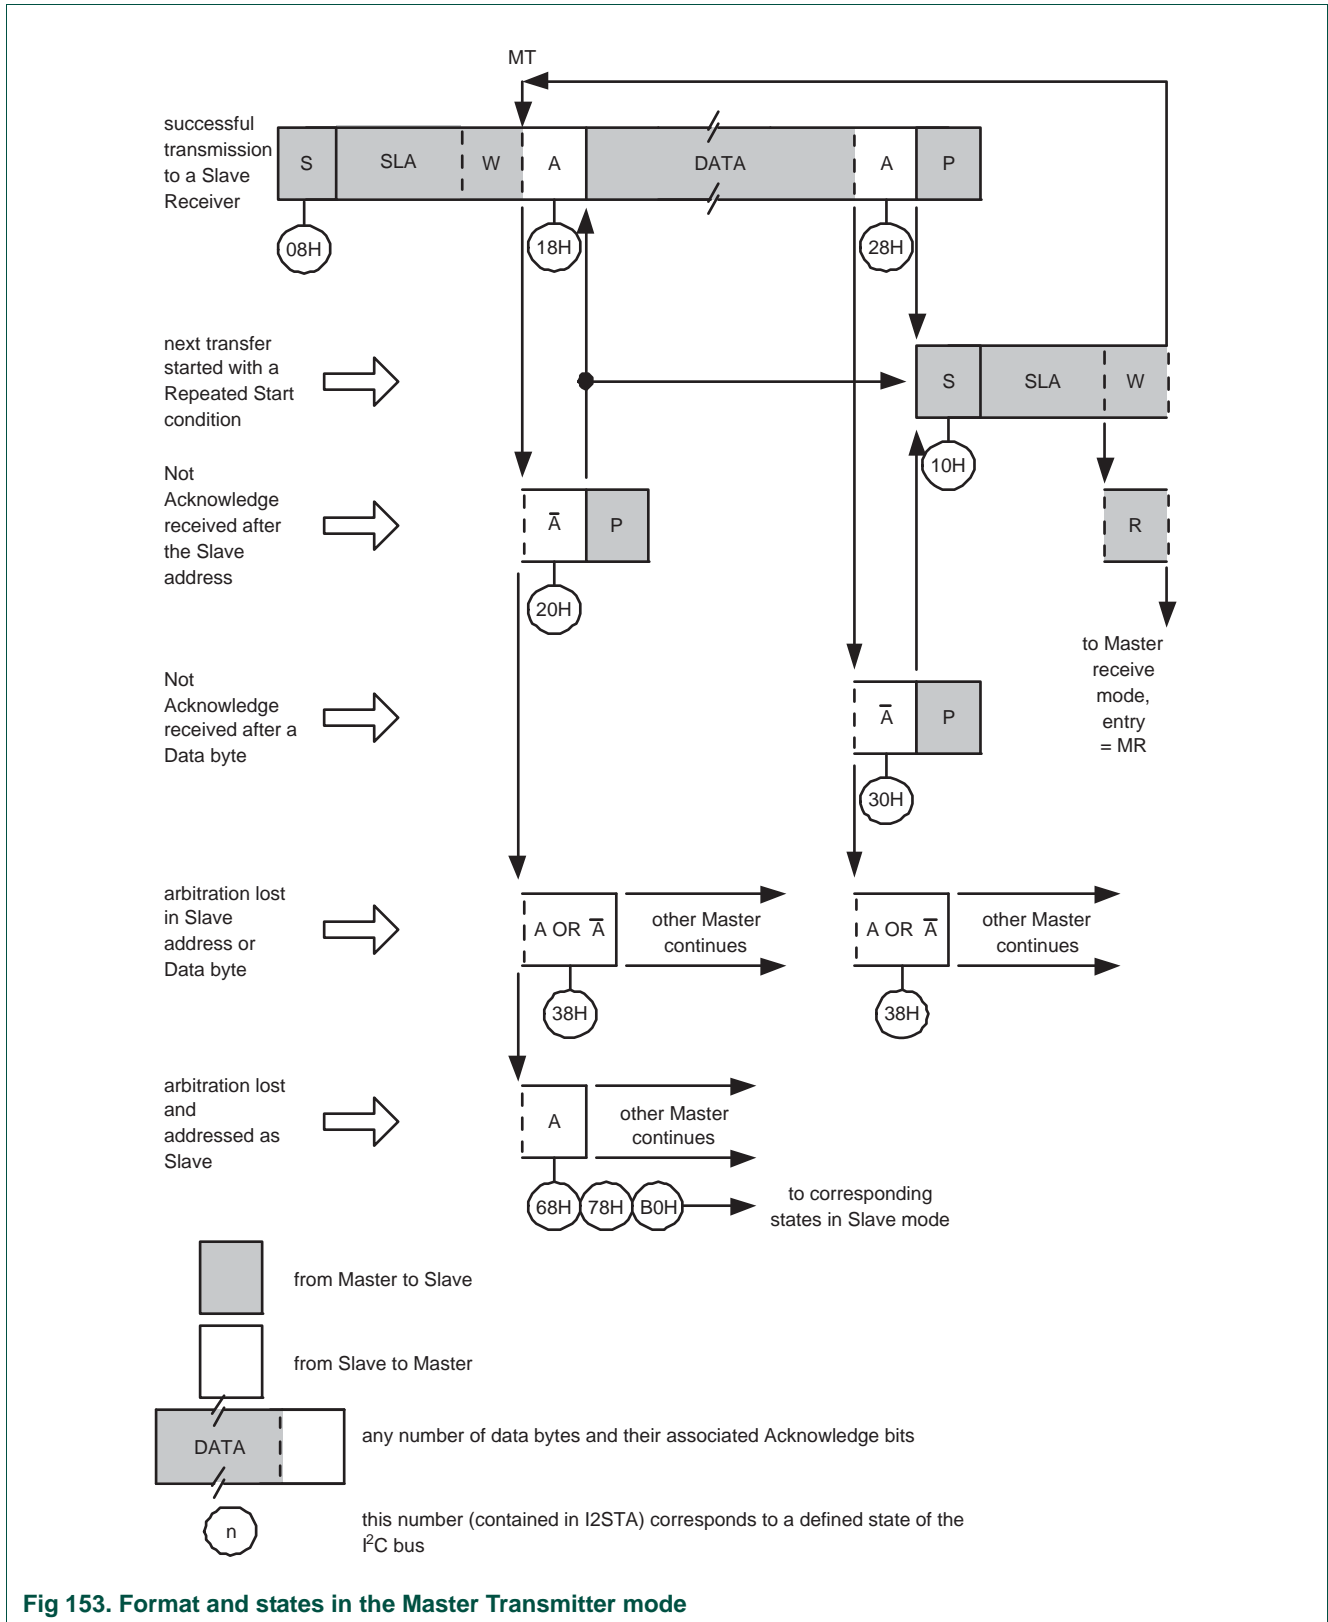 MT
successful
transmission
to a Slave
Receiver
S
SLA
W
A
DATA
A
P
08H
18H
28H
next transfer
started with a
Repeated Start
condition
S
SLA
W
10H
Not
Acknowledge
received after
the Slave
address
A̅
P
R
20H
to Master
receive
mode,
entry
= MR
Not
Acknowledge
received after a
Data byte
A̅
P
30H
arbitration lost
in Slave
address or
Data byte
A OR A̅
other Master
continues
A OR A̅
other Master
continues
38H
38H
arbitration lost
and
addressed as
Slave
A
other Master
continues
68H
78H
B0H
to corresponding
states in Slave mode
from Master to Slave
from Slave to Master
DATA
any number of data bytes and their associated Acknowledge bits
n
this number (contained in I2STA) corresponds to a defined state of the
I²C bus
Fig 153. Format and states in the Master Transmitter mode